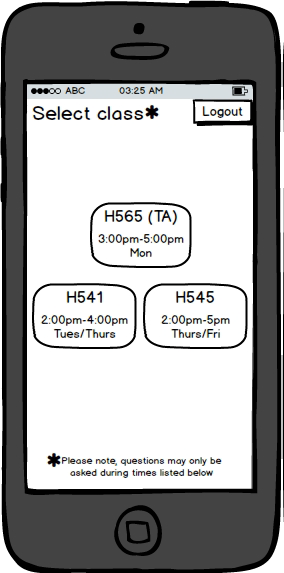 ABC 03:25 AM
Select class✱ Logout
H565 (TA)
3:00pm-5:00pm
Mon
H541
2:00pm-4:00pm
Tues/Thurs
H545
2:00pm-5pm
Thurs/Fri
✱Please note, questions may only be
asked during times listed below